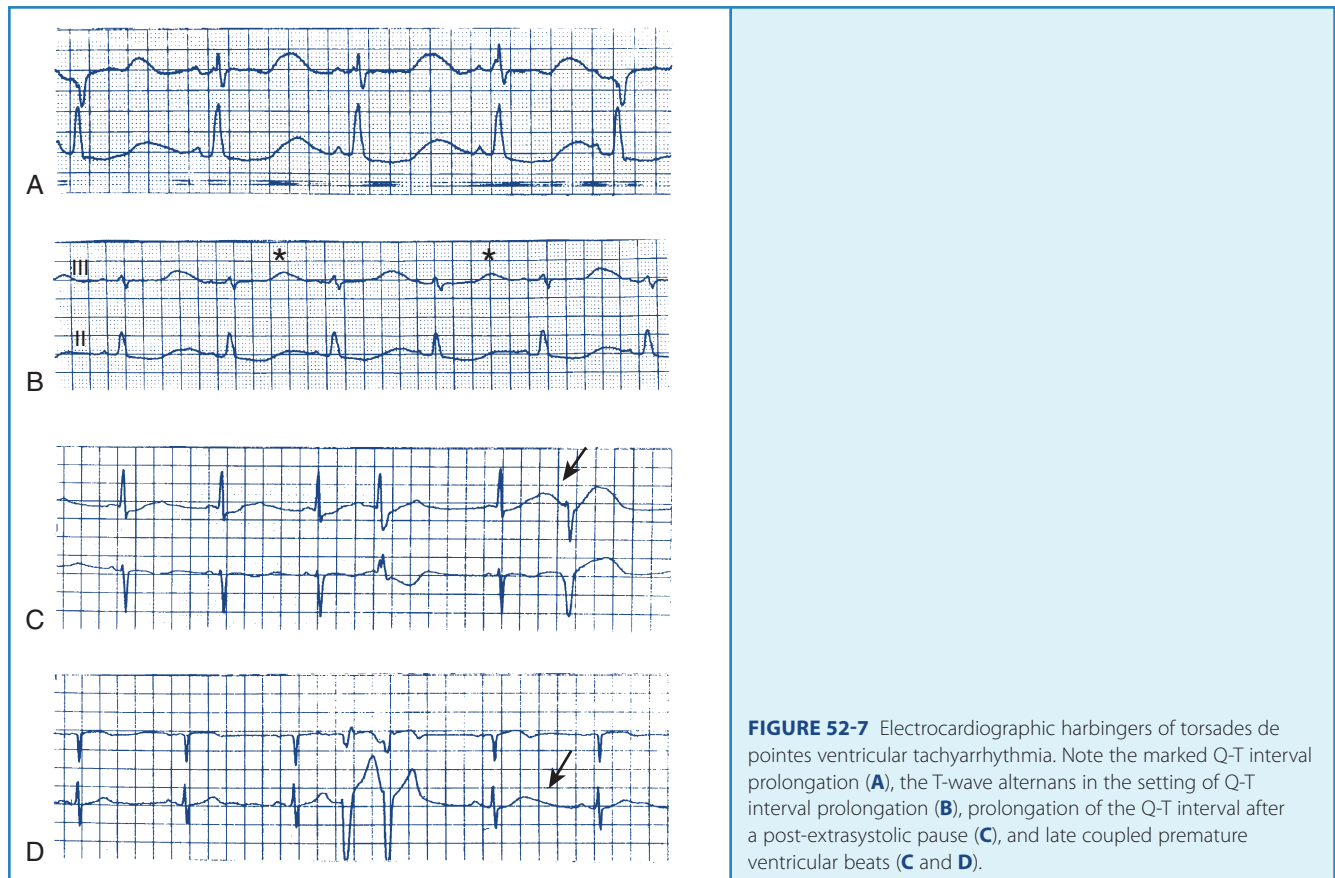 A
III
* *
II
B
C
D
FIGURE 52-7 Electrocardiographic harbingers of torsades de
pointes ventricular tachyarrhythmia. Note the marked Q-T interval
prolongation (A), the T-wave alternans in the setting of Q-T
interval prolongation (B), prolongation of the Q-T interval after
a post-extrasystolic pause (C), and late coupled premature
ventricular beats (C and D).